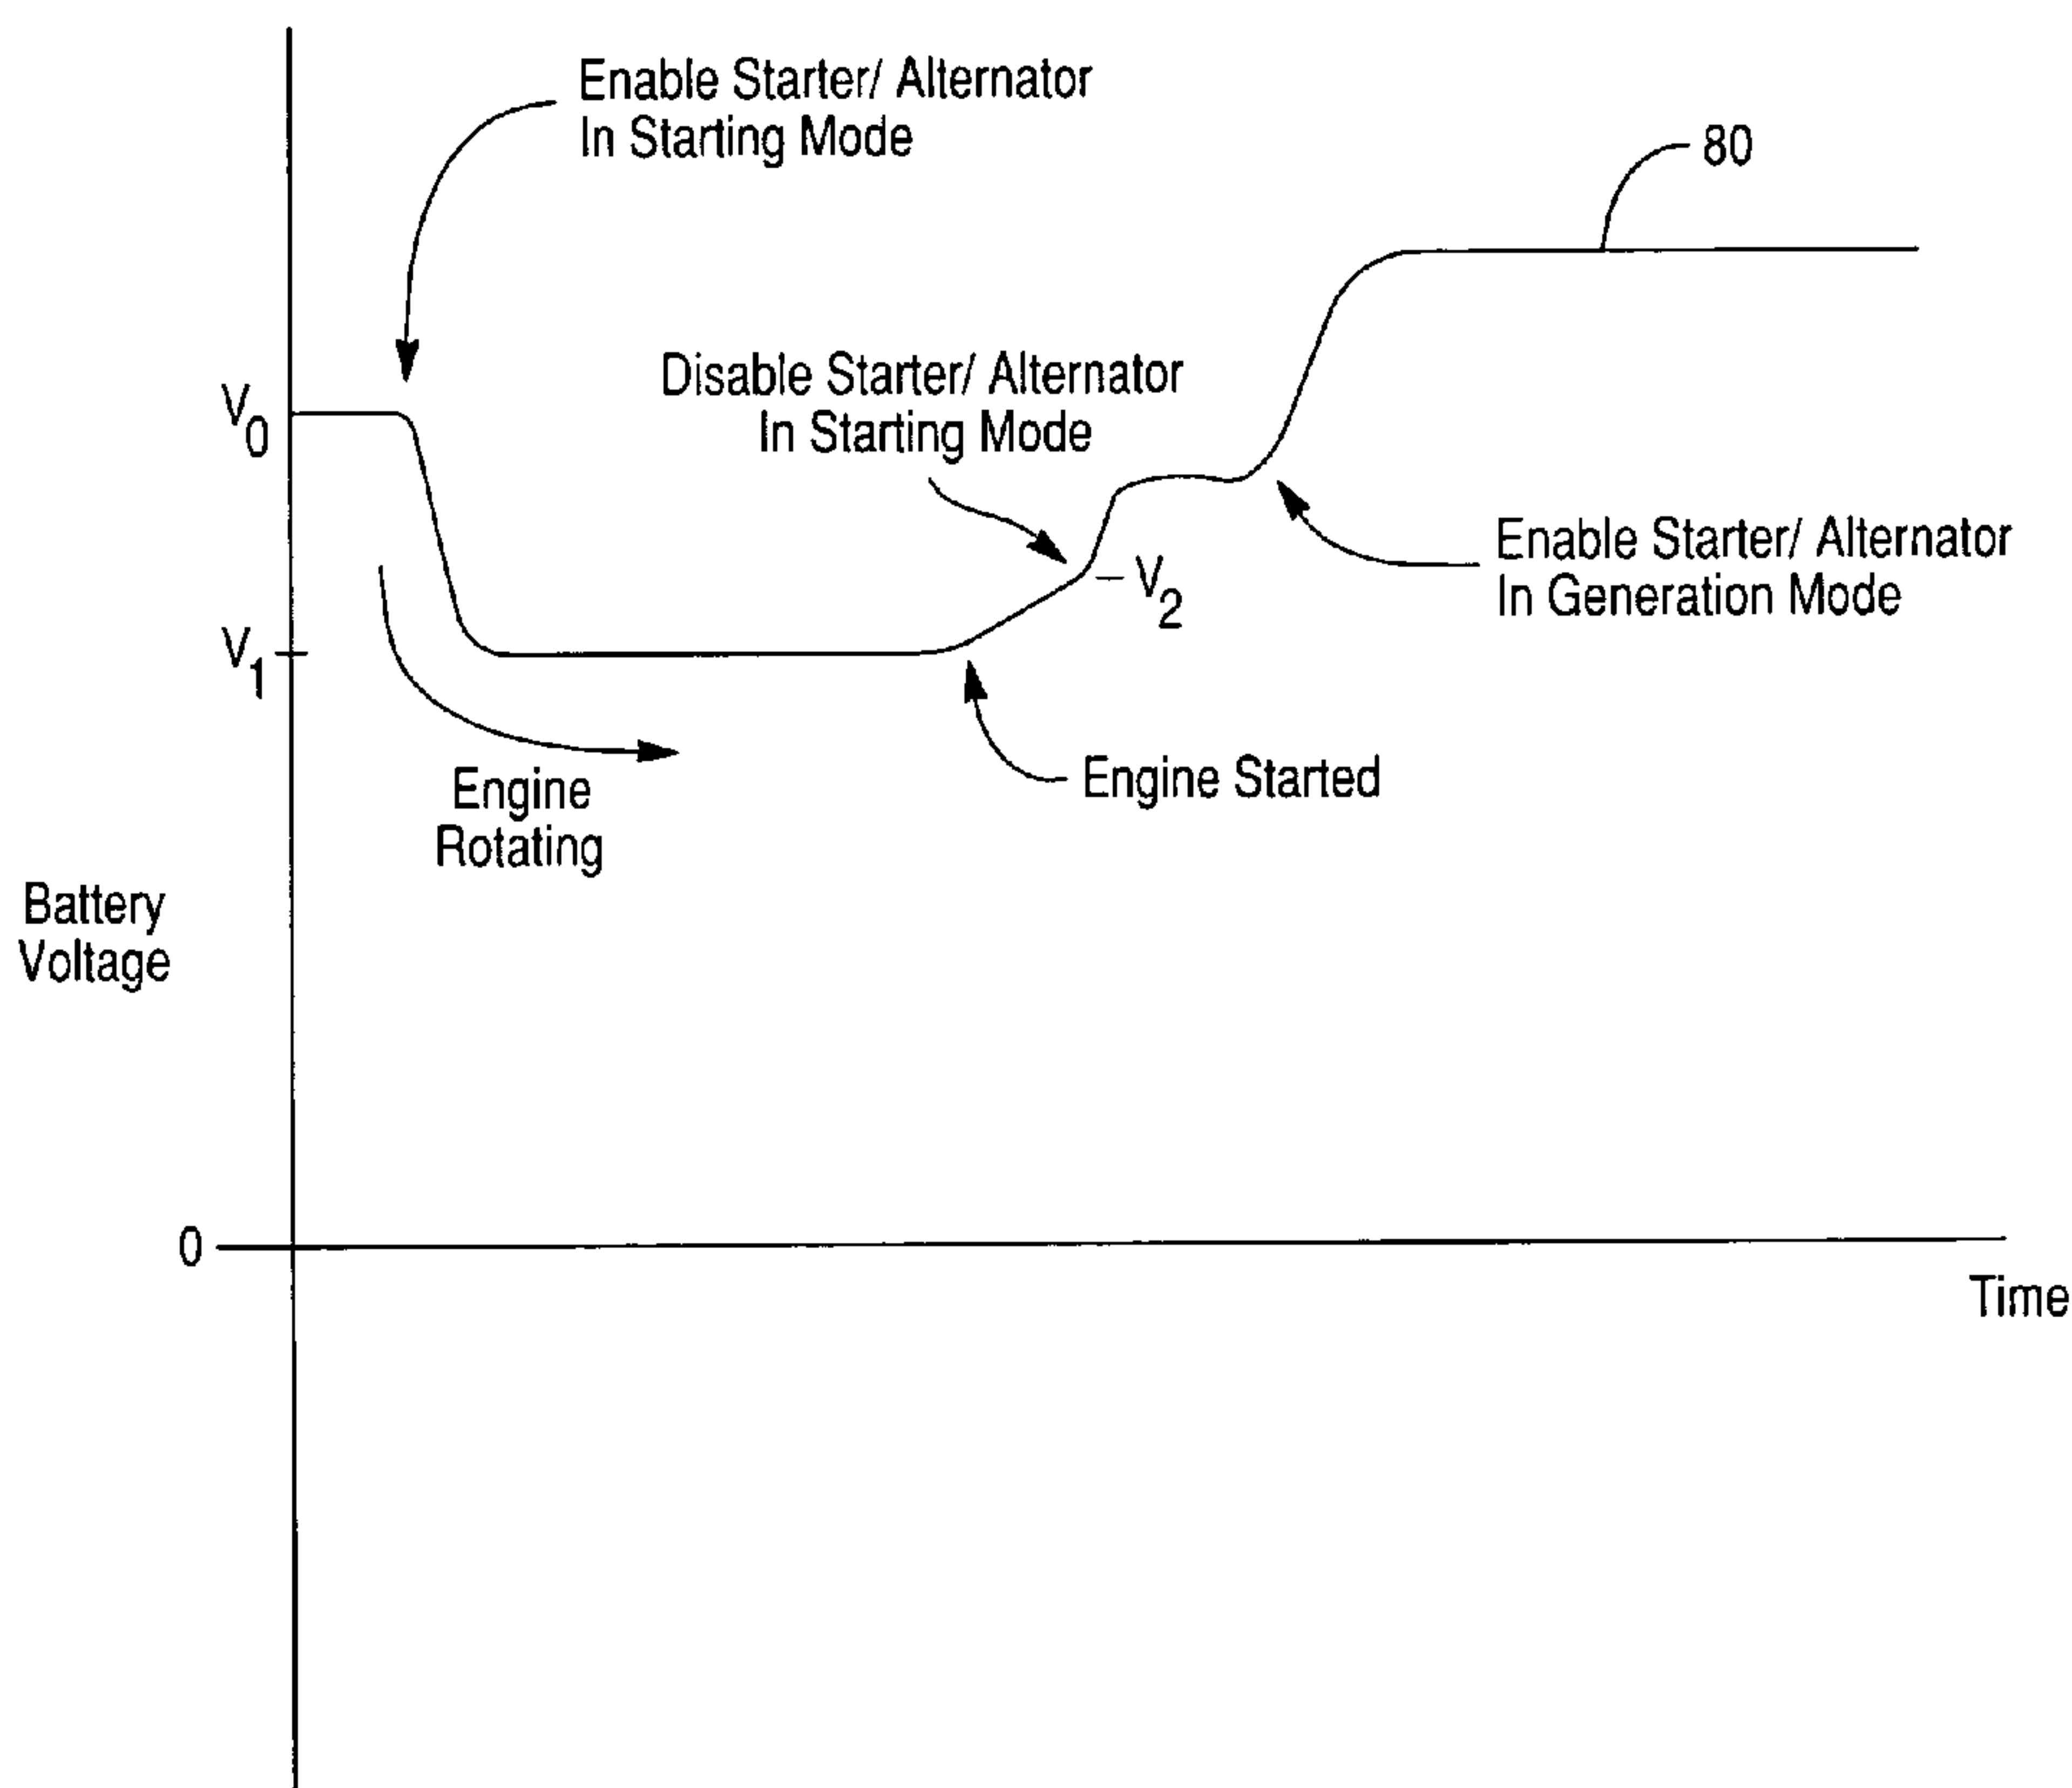 Enable Starter/ Alternator
In Starting Mode
80
Disable Starter/ Alternator
In Starting Mode
V0
V2
Enable Starter/ Alternator
In Generation Mode
V1
Engine Started
Engine
Rotating
Battery
Voltage
0
Time